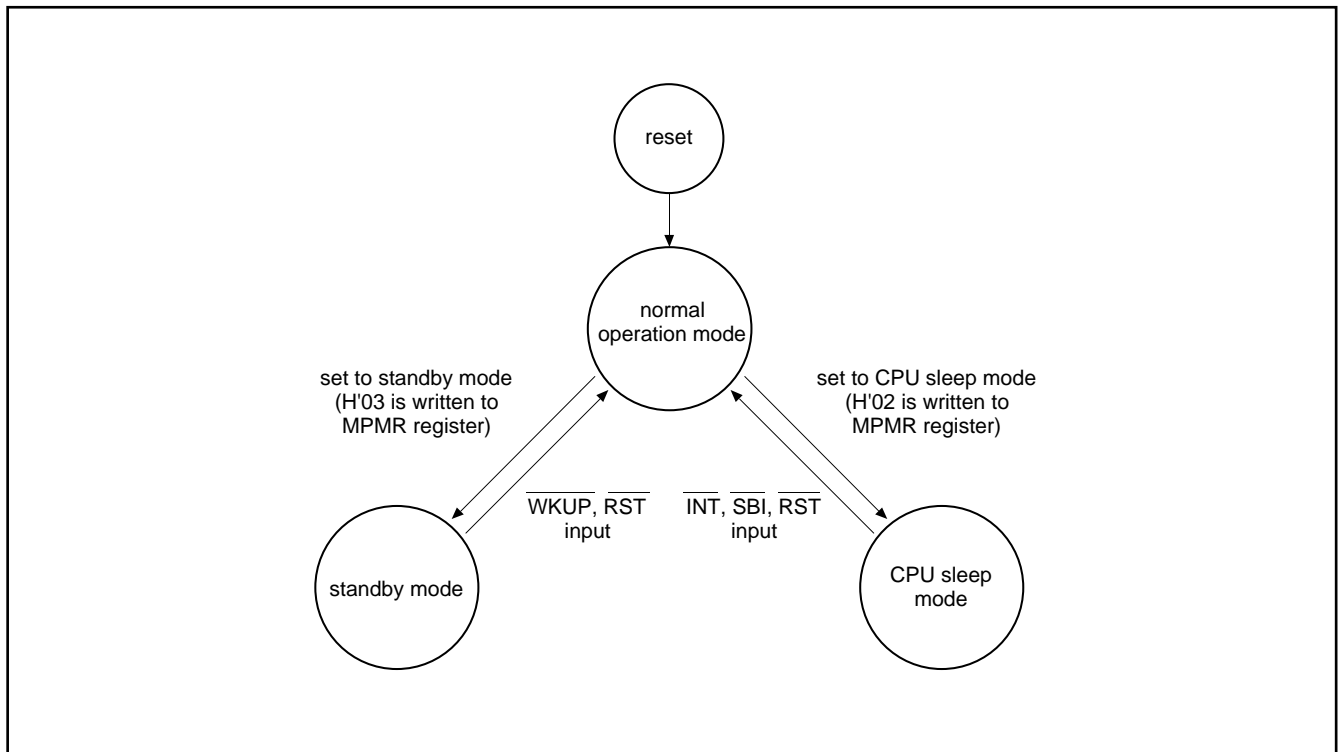 reset
normal
operation mode
set to standby mode
(H'03 is written to
MPMR register)
set to CPU sleep mode
(H'02 is written to
MPMR register)
WKUP, RST
input
INT, SBI, RST
input
standby mode
CPU sleep
mode